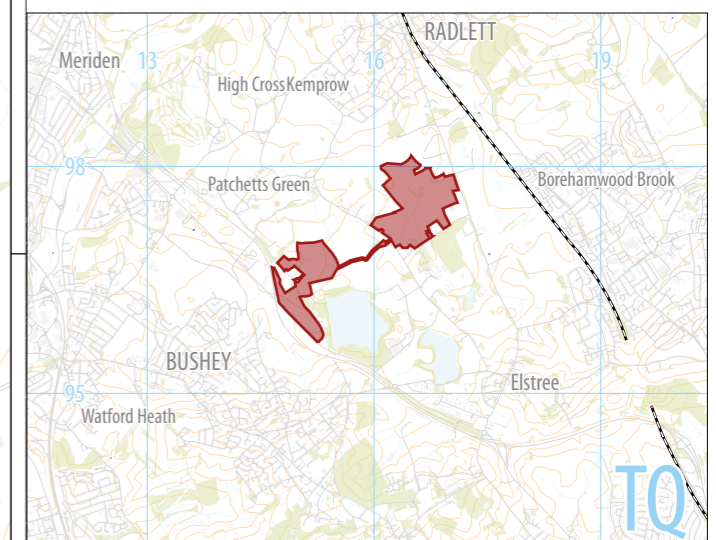 RADLETT
Meriden
13
16
19
High Cross Kemprow
98
Patchetts Green
Borehamwood Brook
BUSHEY
Elstree
95
Watford Heath
TQ